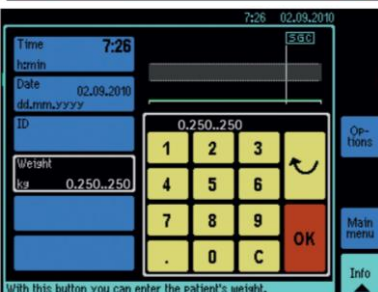 7:26 02.09.2010
SGC
Time 7:26
h:min
Date
02.09.2010
dd.mm.yyyy
ID
Weight
kg 0.250..250
0.250..250
1 2 3
4 5 6
7 8 9
. 0 C
OK
Op-
tions
Main
menu
Info
With this button you can enter the patient's weight.